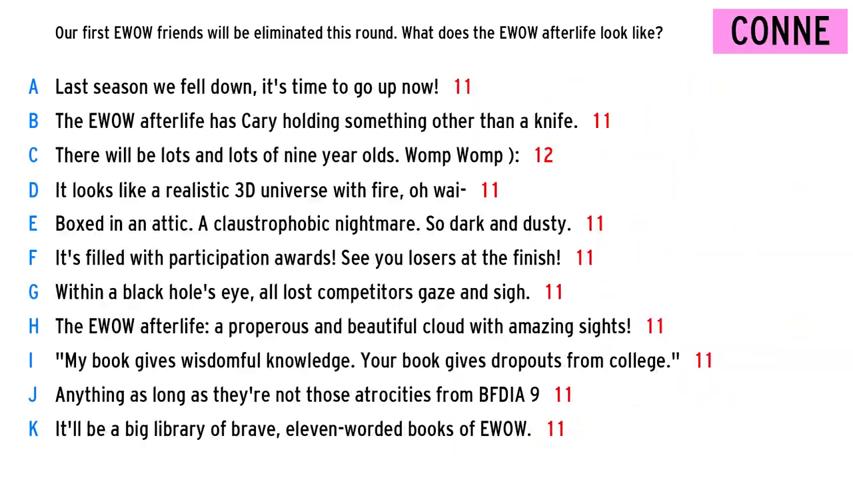 Our first EWOW friends will be eliminated this round. What does the EWOW afterlife look like?
CONNE
A Last season we fell down, it's time to go up now! 11
B The EWOW afterlife has Cary holding something other than a knife. 11
C There will be lots and lots of nine year olds. Womp Womp ): 12
D It looks like a realistic 3D universe with fire, oh wai- 11
E Boxed in an attic. A claustrophobic nightmare. So dark and dusty. 11
F It's filled with participation awards! See you losers at the finish! 11
G Within a black hole's eye, all lost competitors gaze and sigh. 11
H The EWOW afterlife: a properous and beautiful cloud with amazing sights! 11
I "My book gives wisdomful knowledge. Your book gives dropouts from college." 11
J Anything as long as they're not those atrocities from BFDIA 9 11
K It'll be a big library of brave, eleven-worded books of EWOW. 11